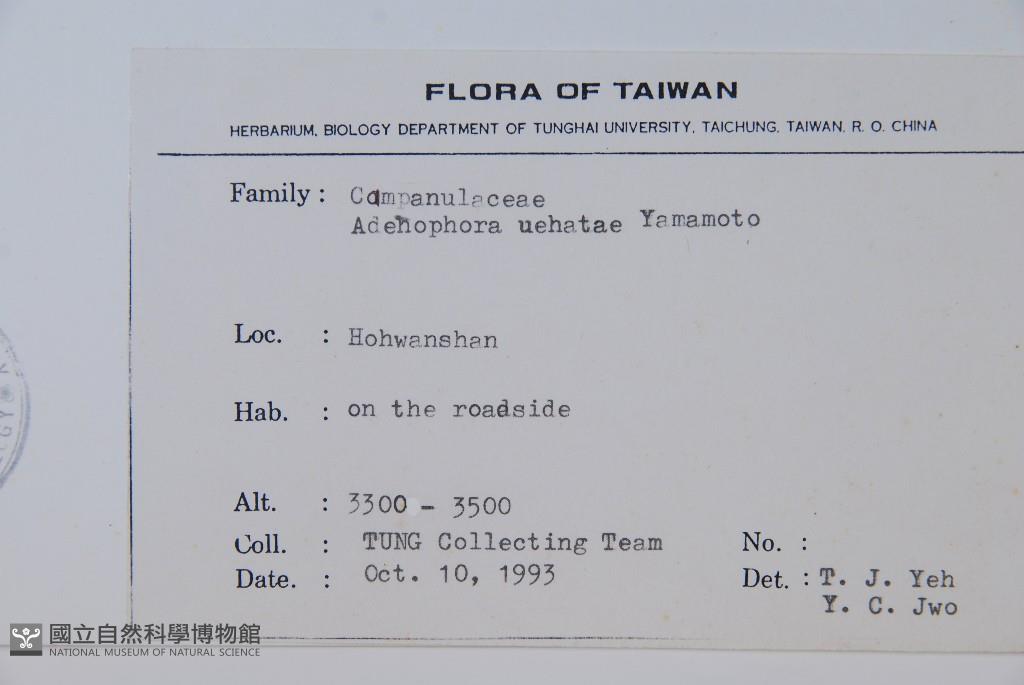 FLORA OF TAIWAN
HERBARIUM, BIOLOGY DEPARTMENT OF TUNGHAI UNIVERSITY, TAICHUNG, TAIWAN, R. O. CHINA
Family : Campanulaceae
Adenophora uehatae Yamamoto
Loc. : Hohwanshan
Hab. : on the roadside
Alt. : 3300 - 3500
Coll. : TUNG Collecting Team No. :
Date. : Oct. 10, 1993 Det. : T. J. Yeh
Y. C. Jwo
國立自然科學博物館
NATIONAL MUSEUM OF NATURAL SCIENCE